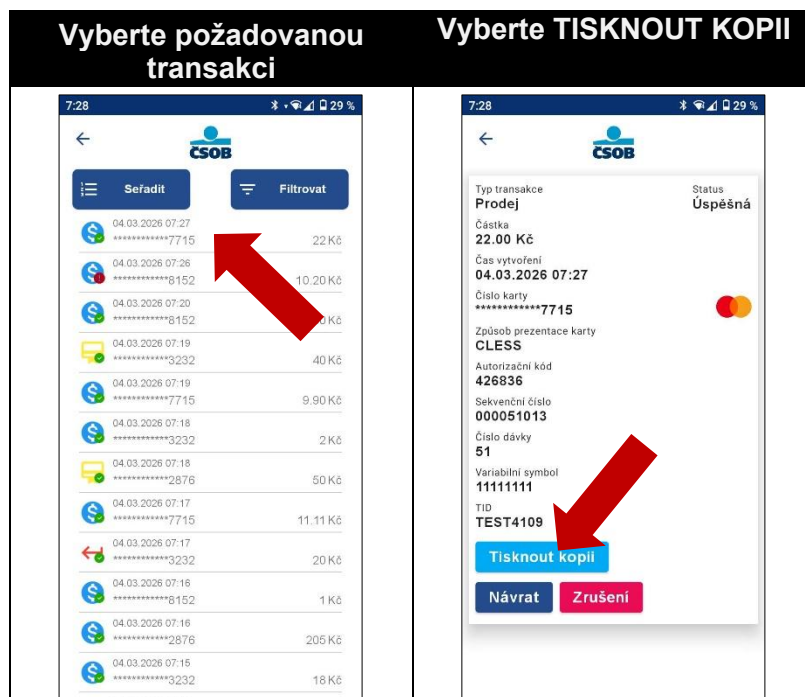 Vyberte požadovanou
transakci
7:28
29 %
ČSOB
Seřadit
Filtrovat
04.03.2026 07:27
************7715
22 Kč
04.03.2026 07:26
************8152
10.20 Kč
04.03.2026 07:20
************8152
Kč
04.03.2026 07:19
************3232
40 Kč
04.03.2026 07:19
************7715
9.90 Kč
04.03.2026 07:18
************3232
2 Kč
04.03.2026 07:18
************2876
50 Kč
04.03.2026 07:17
************7715
11.11 Kč
04.03.2026 07:17
************3232
20 Kč
04.03.2026 07:16
************8152
1 Kč
04.03.2026 07:16
************2876
205 Kč
04.03.2026 07:15
************3232
18 Kč
Vyberte TISKNOUT KOPII
7:28
29 %
ČSOB
Typ transakce
Prodej
Status
Úspěšná
Částka
22.00 Kč
Čas vytvoření
04.03.2026 07:27
Číslo karty
************7715
Způsob prezentace karty
CLESS
Autorizační kód
426836
Sekvenční číslo
000051013
Číslo dávky
51
Variabilní symbol
11111111
TID
TEST4109
Tisknout kopii
Návrat
Zrušení